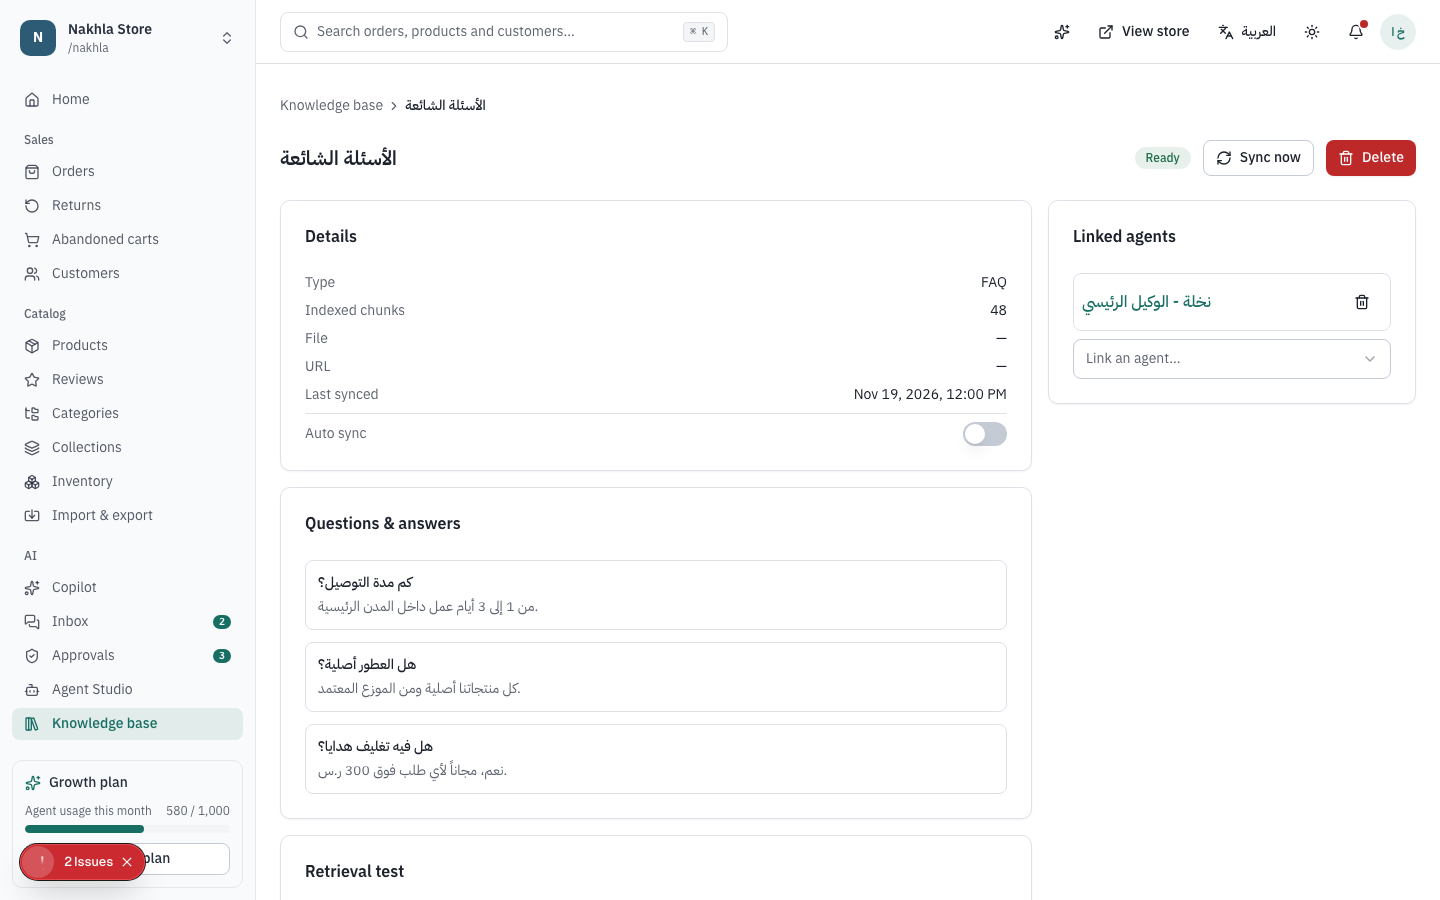 N
Nakhla Store
/nakhla
Search orders, products and customers...
⌘ K
View store
العربية
اخ
Home
Sales
Orders
Returns
Abandoned carts
Customers
Catalog
Products
Reviews
Categories
Collections
Inventory
Import & export
AI
Copilot
Inbox 2
Approvals 3
Agent Studio
Knowledge base
Growth plan
Agent usage this month 580 / 1,000
plan
! 2 Issues
Knowledge base > الأسئلة الشائعة
الأسئلة الشائعة
Ready
Sync now
Delete
Details
Type FAQ
Indexed chunks 48
File —
URL —
Last synced Nov 19, 2026, 12:00 PM
Auto sync
Questions & answers
كم مدة التوصيل؟
من 1 إلى 3 أيام عمل داخل المدن الرئيسية.
هل العطور أصلية؟
كل منتجاتنا أصلية ومن الموزع المعتمد.
هل فيه تغليف هدايا؟
نعم، مجاناً لأي طلب فوق 300 ر.س.
Retrieval test
Linked agents
نخلة - الوكيل الرئيسي
Link an agent...